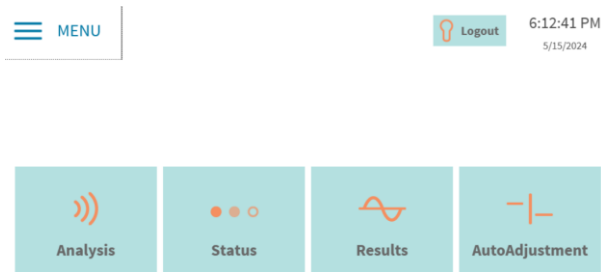 MENU
Logout
6:12:41 PM
5/15/2024
Analysis
Status
Results
AutoAdjustment